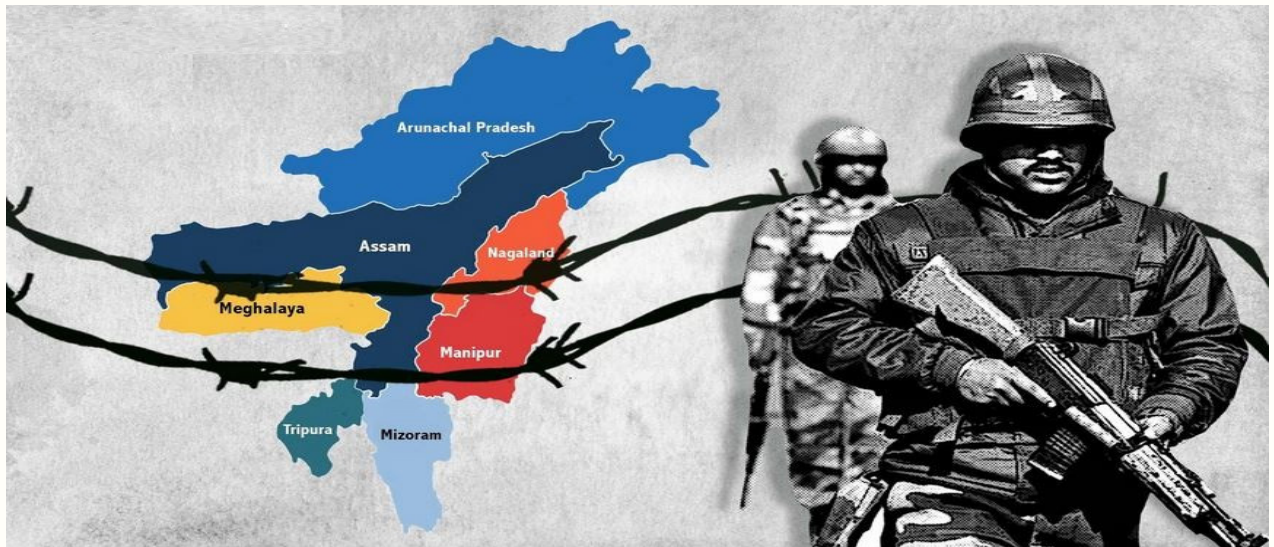 Arunachal Pradesh
Assam
Nagaland
Meghalaya
Manipur
Tripura
Mizoram